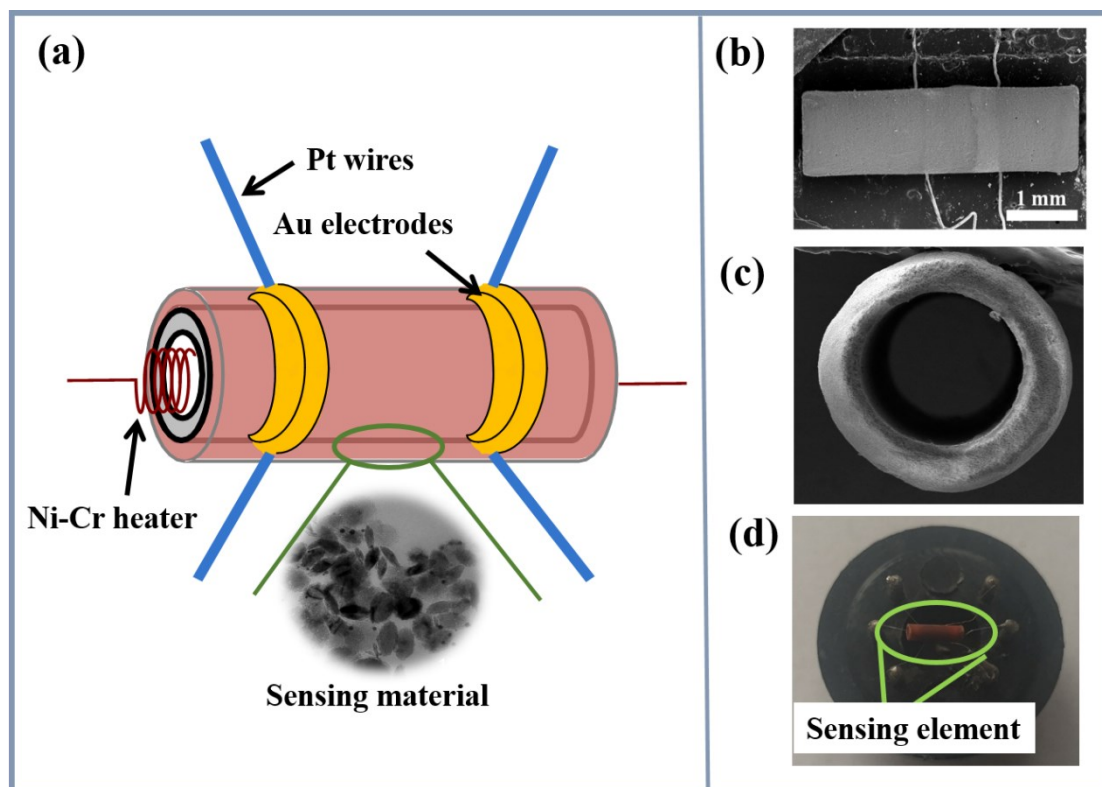 (a)
Pt wires
Au electrodes
Ni-Cr heater
Sensing material
(b)
1 mm
(c)
(d)
Sensing element